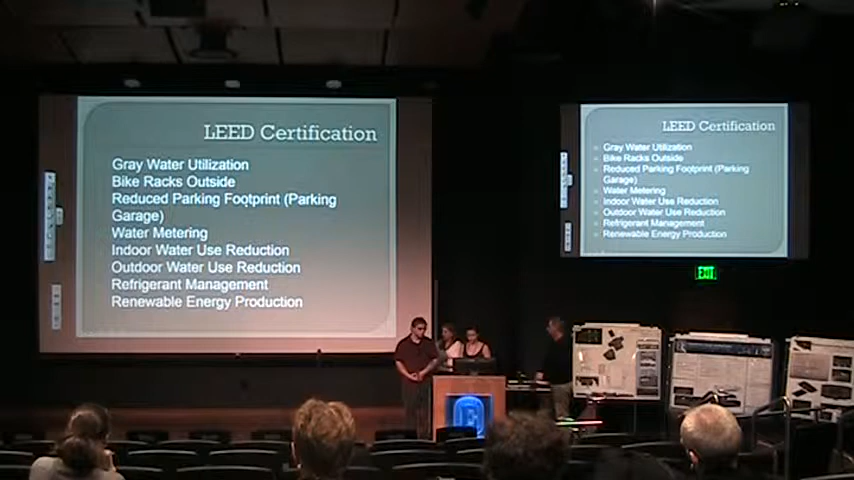 LEED Certification
Gray Water Utilization
Bike Racks Outside
Reduced Parking Footprint (Parking
Garage)
Water Metering
Indoor Water Use Reduction
Outdoor Water Use Reduction
Refrigerant Management
Renewable Energy Production
LEED Certification
Gray Water Utilization
Bike Racks Outside
Reduced Parking Footprint (Parking
Garage)
Water Metering
Indoor Water Use Reduction
Outdoor Water Use Reduction
Refrigerant Management
Renewable Energy Production
EXIT